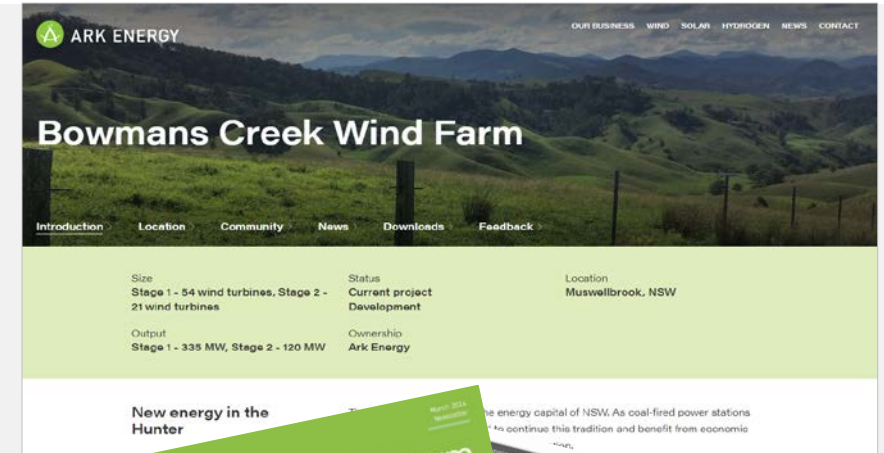 ARK ENERGY
OUR BUSINESS WIND SOLAR HYDROGEN NEWS CONTACT
Bowmans Creek Wind Farm
Introduction Location Community News Downloads Feedback
Size
Stage 1 - 54 wind turbines, Stage 2 -
21 wind turbines
Status
Current project
Development
Location
Muswellbrook, NSW
Output
Stage 1 - 335 MW, Stage 2 - 120 MW
Ownership
Ark Energy
New energy in the
Hunter
energy capital of NSW. As coal-fired power stations
to continue this tradition and benefit from economic
March 2024
Newsletter